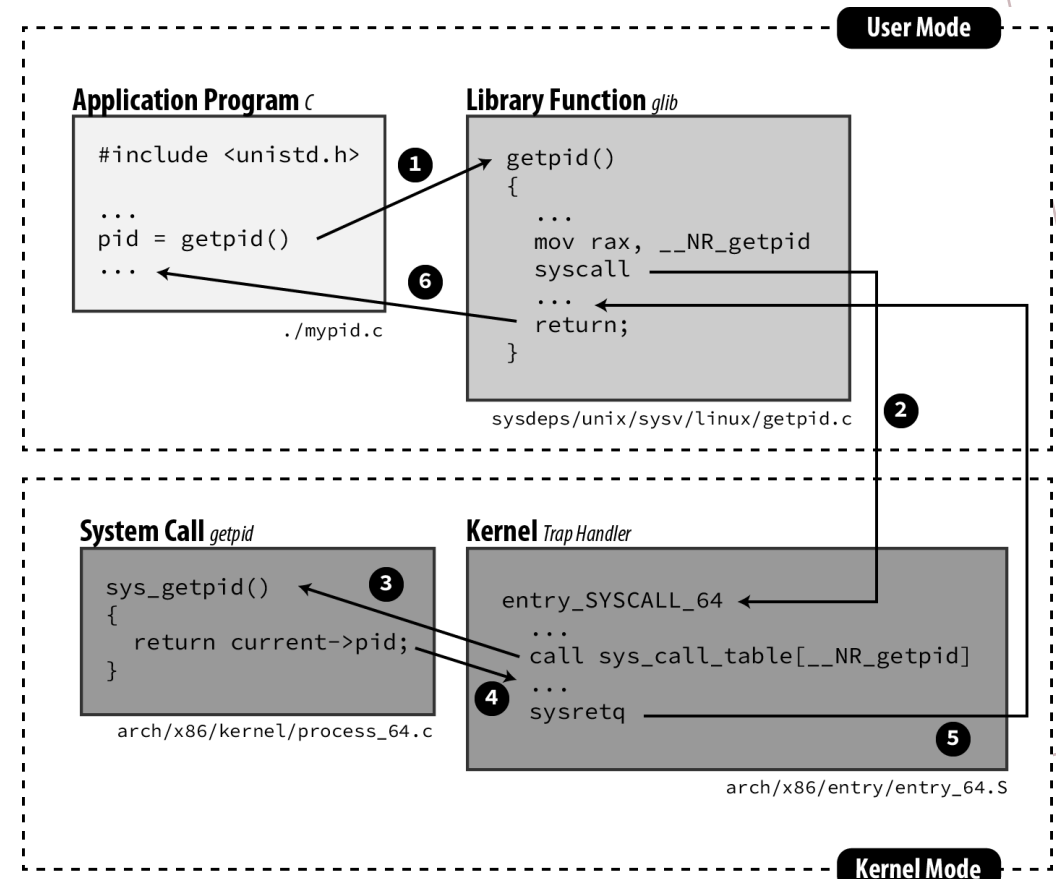 User Mode
Application Program C
#include <unistd.h>
...
pid = getpid()
...
./mypid.c
1
6
Library Function glib
getpid()
{
...
mov rax, __NR_getpid
syscall
...
return;
}
sysdeps/unix/sysv/linux/getpid.c
2
System Call getpid
sys_getpid()
{
return current->pid;
}
arch/x86/kernel/process_64.c
3
4
Kernel Trap Handler
entry_SYSCALL_64
...
call sys_call_table[__NR_getpid]
...
sysretq
5
arch/x86/entry/entry_64.S
Kernel Mode